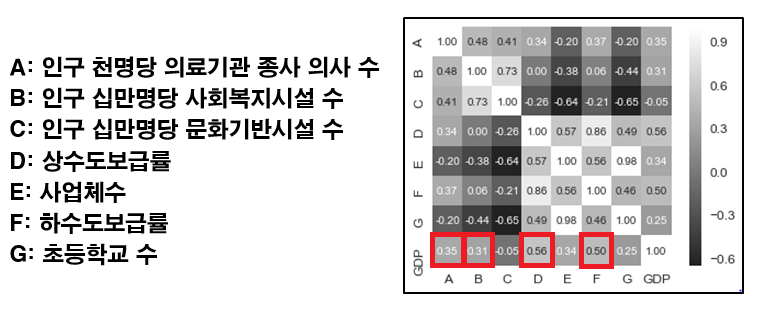 A: 인구 천명당 의료기관 종사 의사 수
B: 인구 십만명당 사회복지시설 수
C: 인구 십만명당 문화기반시설 수
D: 상수도보급률
E: 사업체수
F: 하수도보급률
G: 초등학교 수
A 1.00 0.48 0.41 0.34 -0.20 0.37 -0.20 0.35
B 0.48 1.00 0.73 0.00 -0.38 0.06 -0.44 0.31
C 0.41 0.73 1.00 -0.26 -0.64 -0.21 -0.65 -0.05
D 0.34 0.00 -0.26 1.00 0.57 0.86 0.49 0.56
E -0.20 -0.38 -0.64 0.57 1.00 0.56 0.98 0.34
F 0.37 0.06 -0.21 0.86 0.56 1.00 0.46 0.50
G -0.20 -0.44 -0.65 0.49 0.98 0.46 1.00 0.25
GDP 0.35 0.31 -0.05 0.56 0.34 0.50 0.25 1.00
A B C D E F G GDP
0.9
0.6
0.3
0.0
−0.3
−0.6